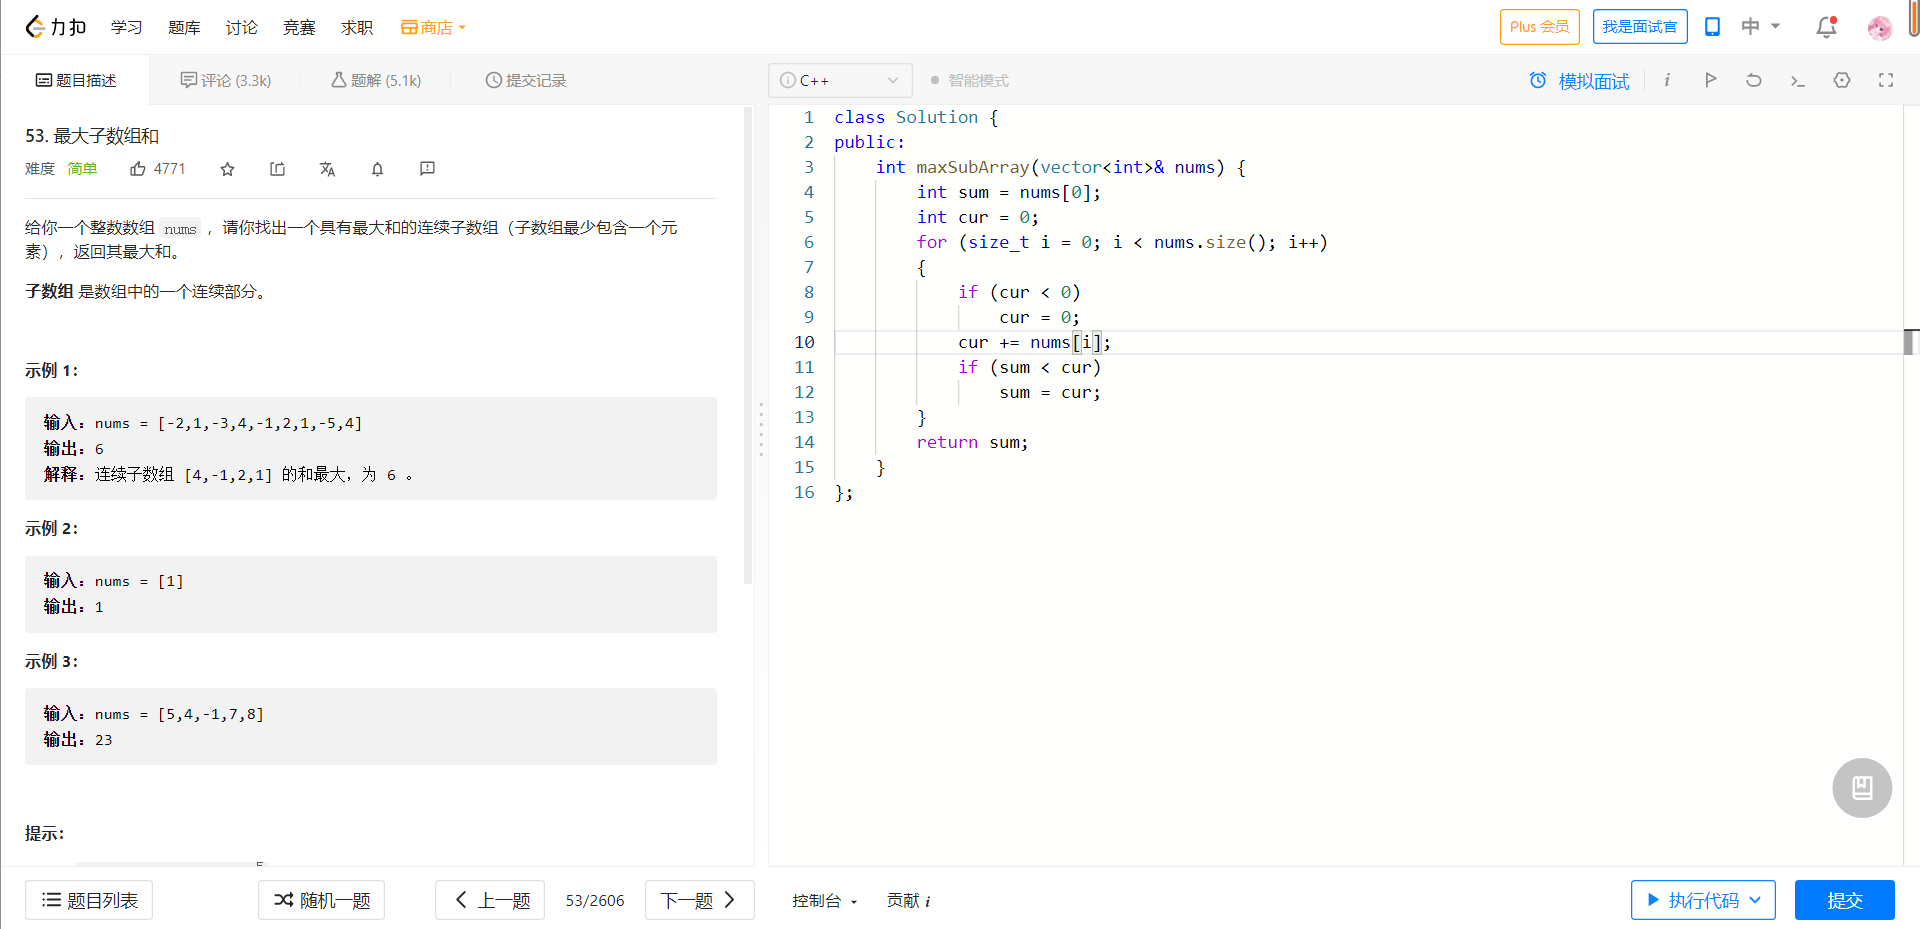 力扣 学习 题库 讨论 竞赛 求职 商店 Plus 会员 我是面试官 中
题目描述 评论 (3.3k) 题解 (5.1k) 提交记录
C++ 智能模式 模拟面试
53. 最大子数组和
难度 简单 4771
给你一个整数数组 nums ，请你找出一个具有最大和的连续子数组（子数组最少包含一个元
素），返回其最大和。
子数组 是数组中的一个连续部分。
示例 1：
输入：nums = [-2,1,-3,4,-1,2,1,-5,4]
输出：6
解释：连续子数组 [4,-1,2,1] 的和最大，为 6 。
示例 2：
输入：nums = [1]
输出：1
示例 3：
输入：nums = [5,4,-1,7,8]
输出：23
提示：
1 class Solution {
2 public:
3     int maxSubArray(vector<int>& nums) {
4         int sum = nums[0];
5         int cur = 0;
6         for (size_t i = 0; i < nums.size(); i++)
7         {
8             if (cur < 0)
9                 cur = 0;
10             cur += nums[i];
11             if (sum < cur)
12                 sum = cur;
13         }
14         return sum;
15     }
16 };
题目列表 随机一题 上一题 53/2606 下一题 控制台 贡献 i 执行代码 提交